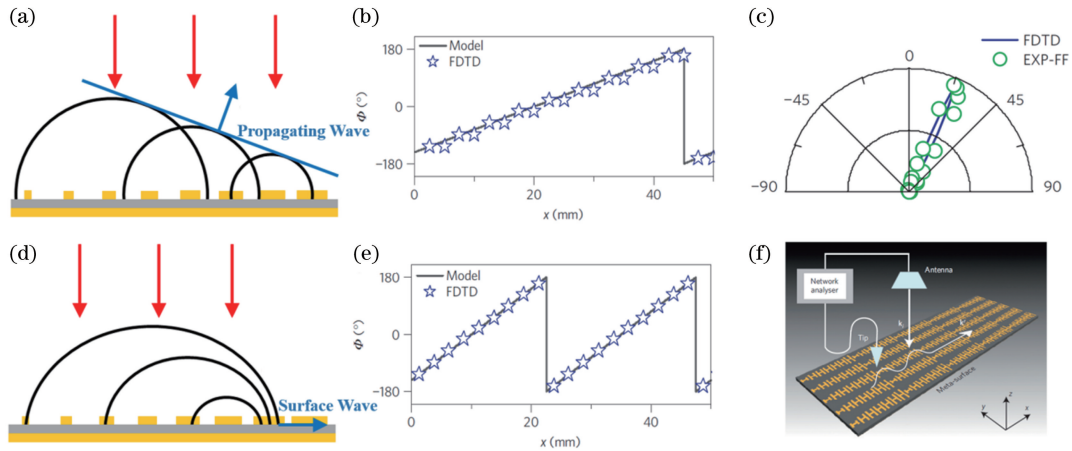 (a)
Propagating Wave
(b)
Model
FDTD
Φ (°)
180
0
−180
0
20
40
x (mm)
(c)
FDTD
EXP-FF
0
−45
45
−90
90
(d)
Surface Wave
(e)
Model
FDTD
Φ (°)
180
0
−180
0
20
40
x (mm)
(f)
Network
analyser
Antenna
Tip
Meta-surface
z
y
x